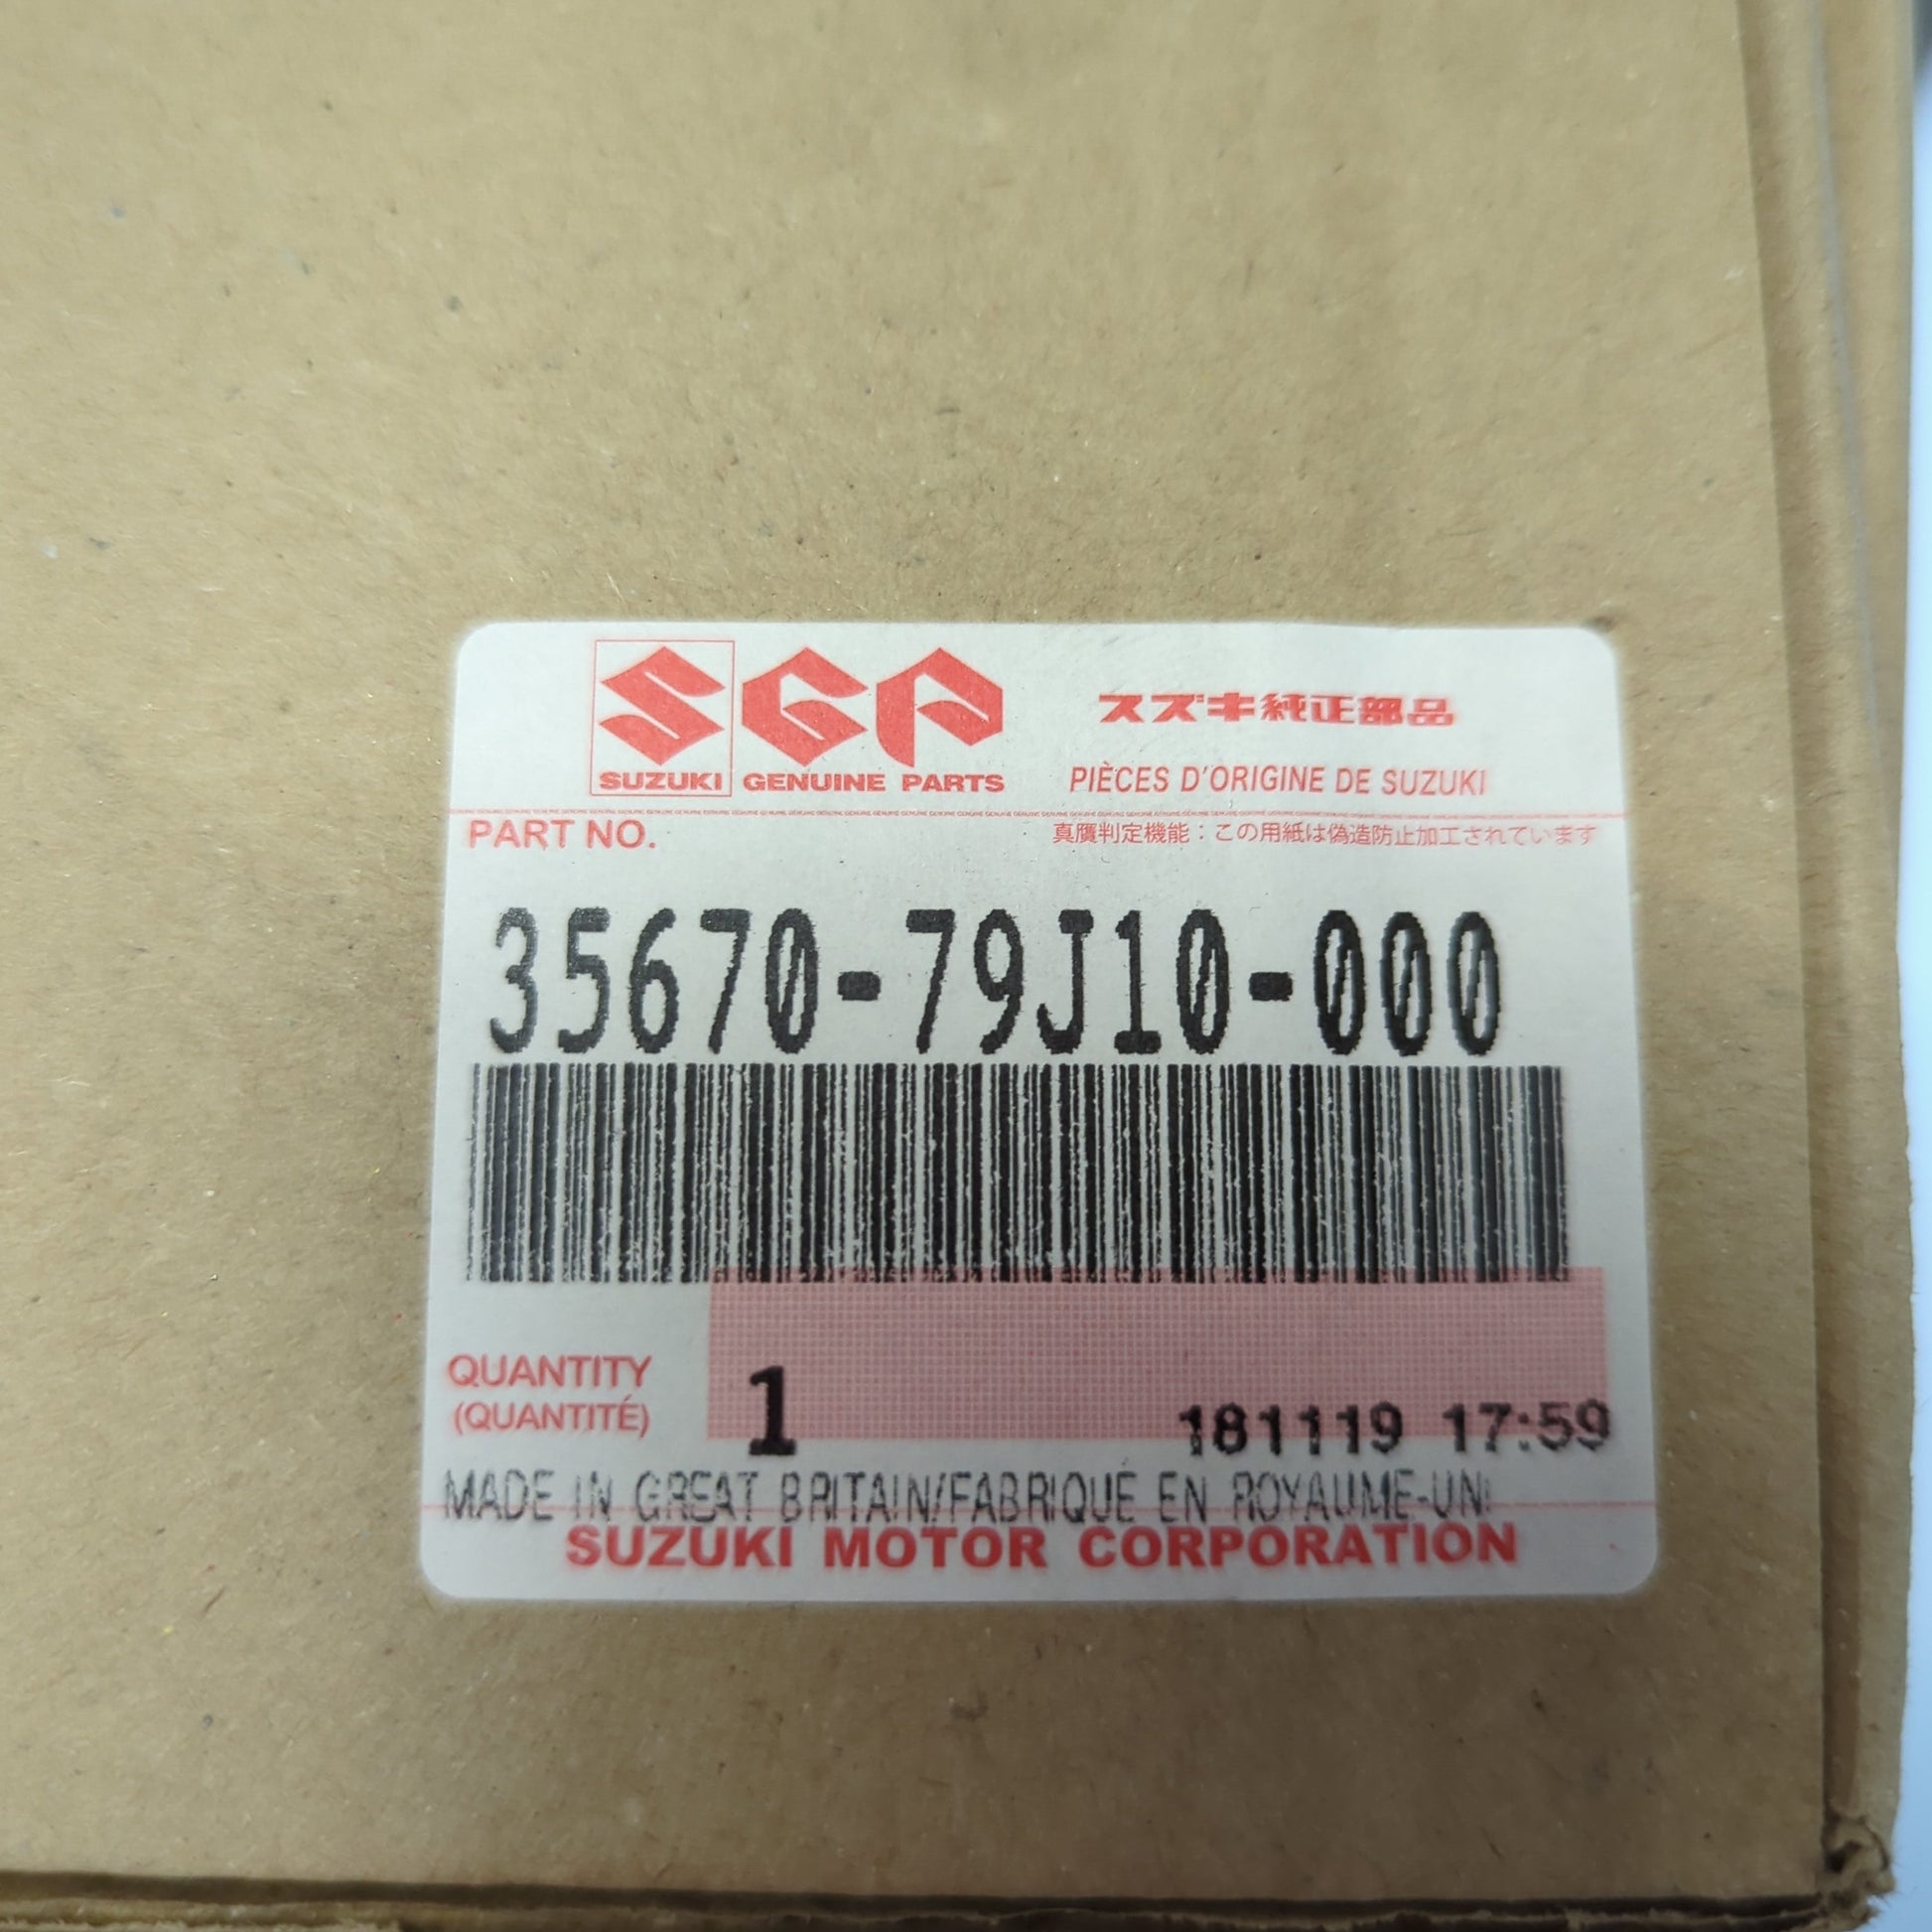 SGP スズキ純正部品
SUZUKI GENUINE PARTS PIÈCES D'ORIGINE DE SUZUKI
PART NO. 真贋判定機能：この用紙は偽造防止加工されています
35670-79J10-000
QUANTITY
(QUANTITÉ) 1 181119 17:59
MADE IN GREAT BRITAIN/FABRIQUE EN ROYAUME-UNI
SUZUKI MOTOR CORPORATION